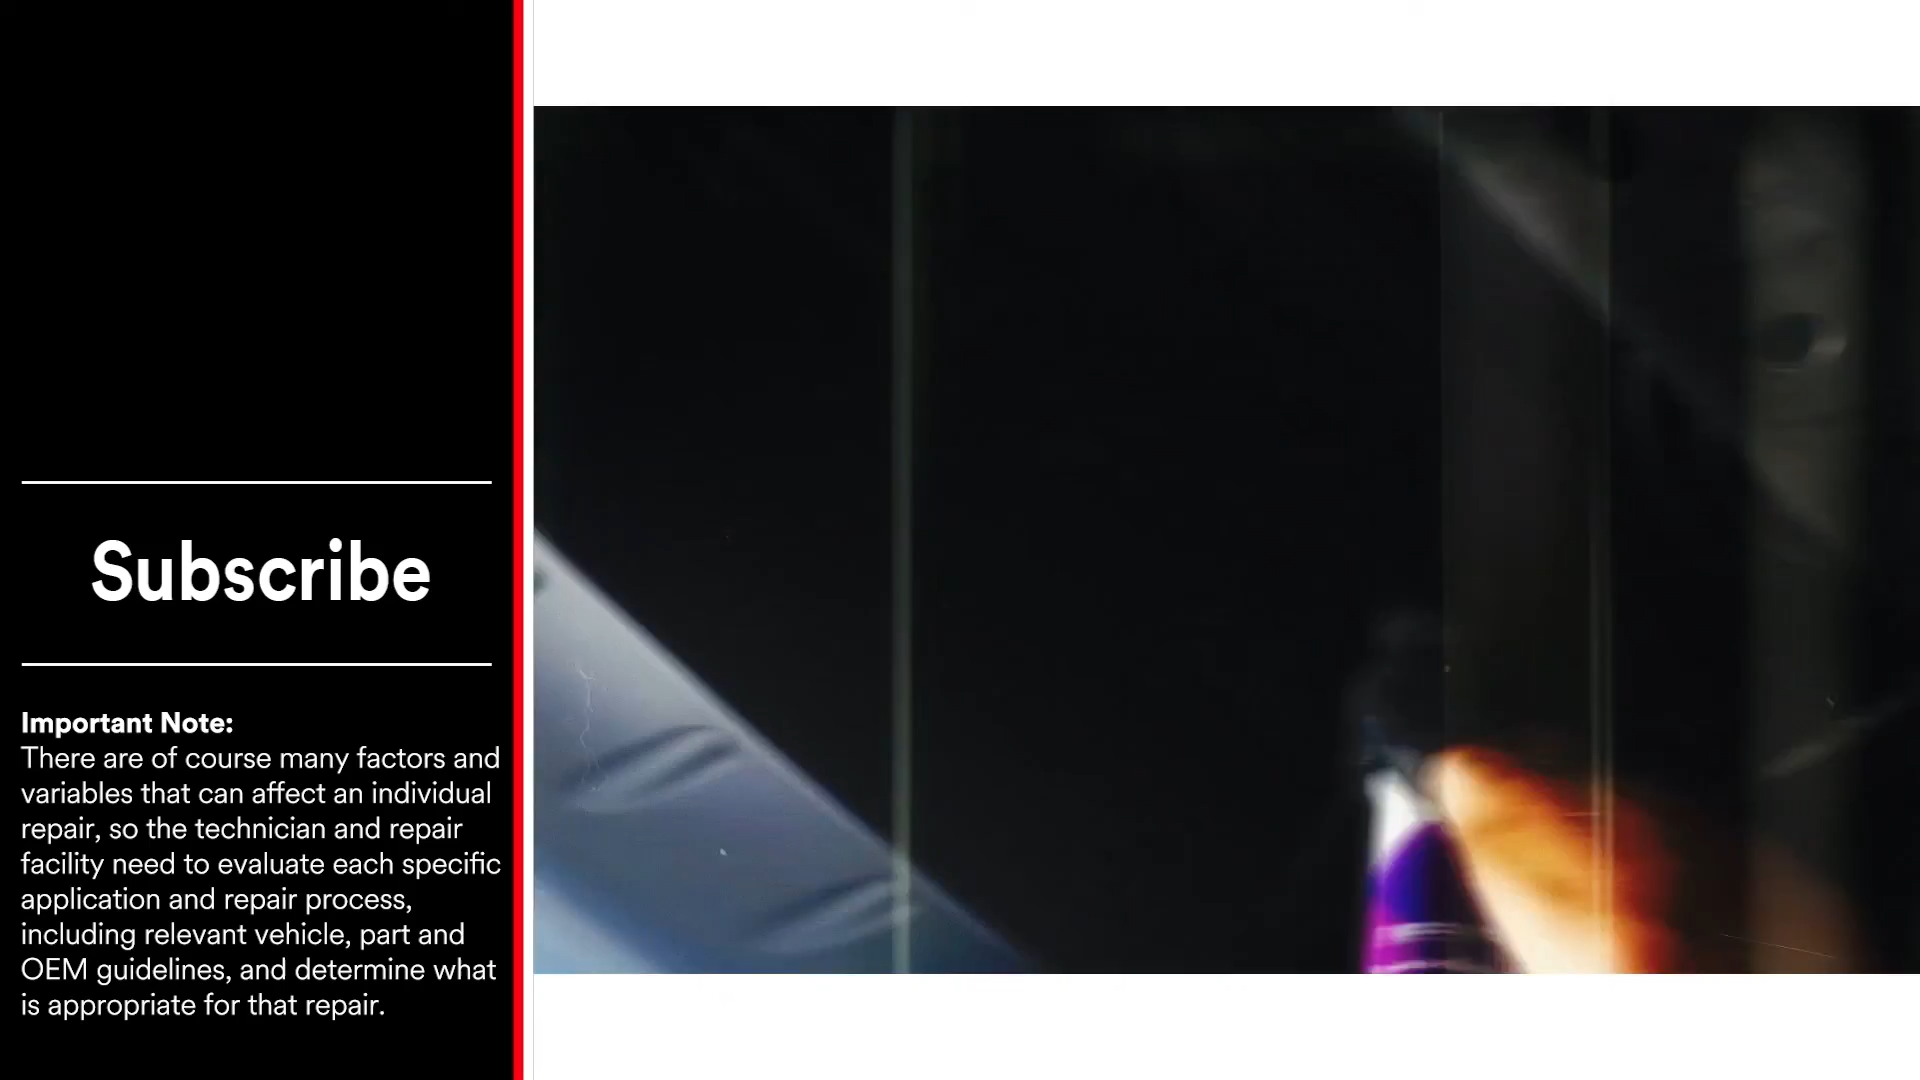 Subscribe
Important Note:
There are of course many factors and
variables that can affect an individual
repair, so the technician and repair
facility need to evaluate each specific
application and repair process,
including relevant vehicle, part and
OEM guidelines, and determine what
is appropriate for that repair.